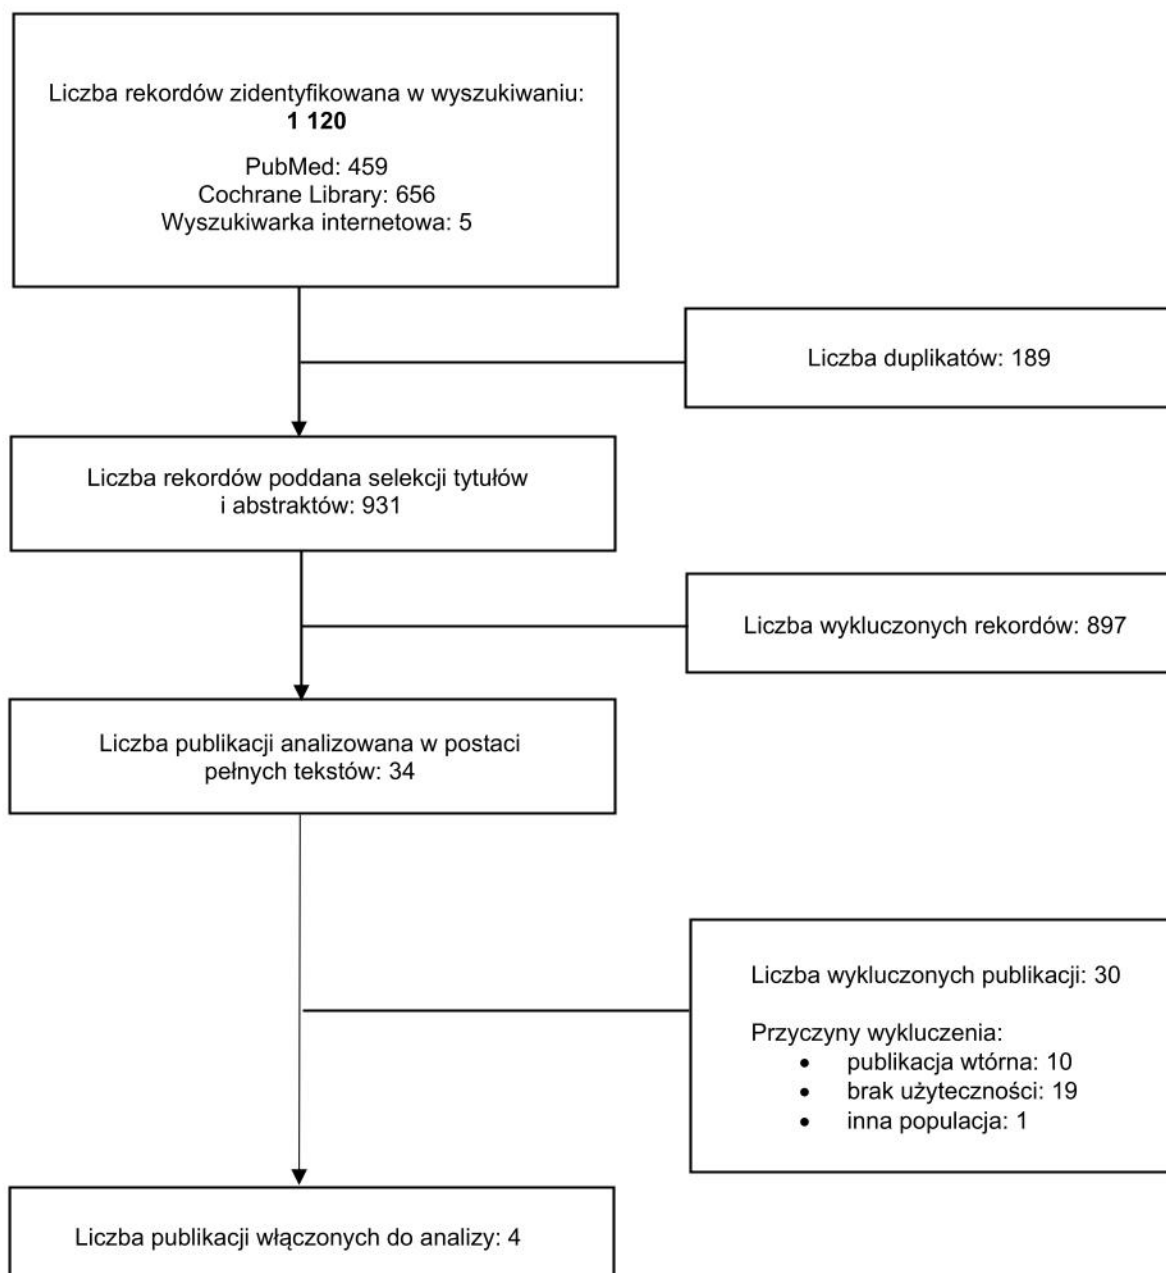 Liczba rekordów zidentyfikowana w wyszukiwaniu:
1 120
PubMed: 459
Cochrane Library: 656
Wyszukiwarka internetowa: 5
Liczba duplikatów: 189
Liczba rekordów poddana selekcji tytułów
i abstraktów: 931
Liczba wykluczonych rekordów: 897
Liczba publikacji analizowana w postaci
pełnych tekstów: 34
Liczba wykluczonych publikacji: 30
Przyczyny wykluczenia:
• publikacja wtórna: 10
• brak użyteczności: 19
• inna populacja: 1
Liczba publikacji włączonych do analizy: 4